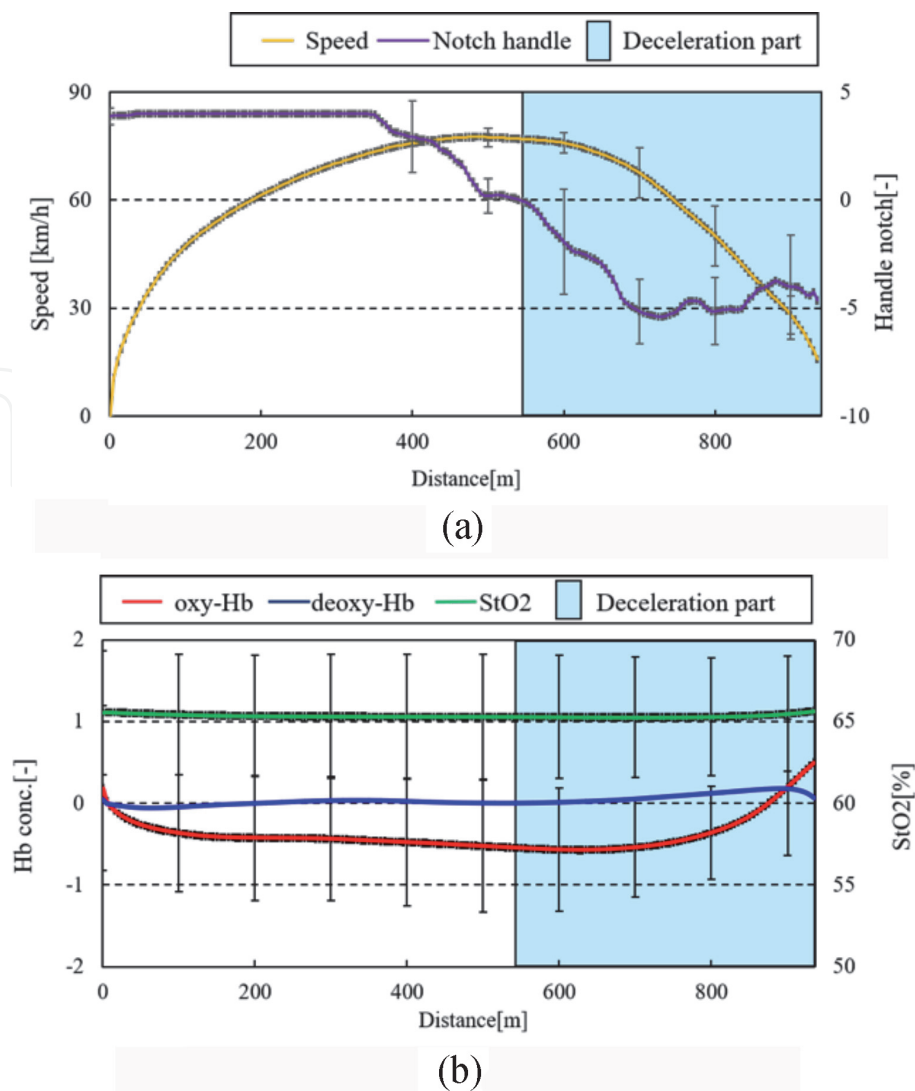 (a)
Speed Notch handle Deceleration part
90 5
60 0
30 -5
0 -10
Speed [km/h]
Handle notch[-]
0 200 400 600 800
Distance[m]
(a)
oxy-Hb deoxy-Hb StO2 Deceleration part
2 70
1 65
0 60
-1 55
-2 50
Hb conc.[-]
StO2[%]
0 200 400 600 800
Distance[m]
(b)